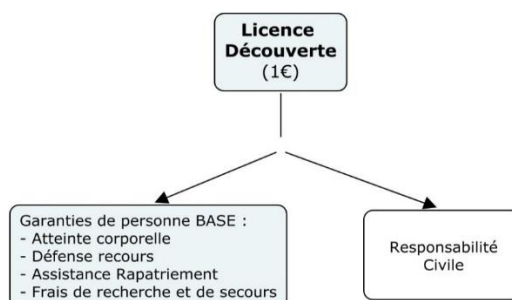 Licence
Découverte
(1€)
Garanties de personne BASE :
- Atteinte corporelle
- Défense recours
- Assistance Rapatriement
- Frais de recherche et de secours
Responsabilité
Civile